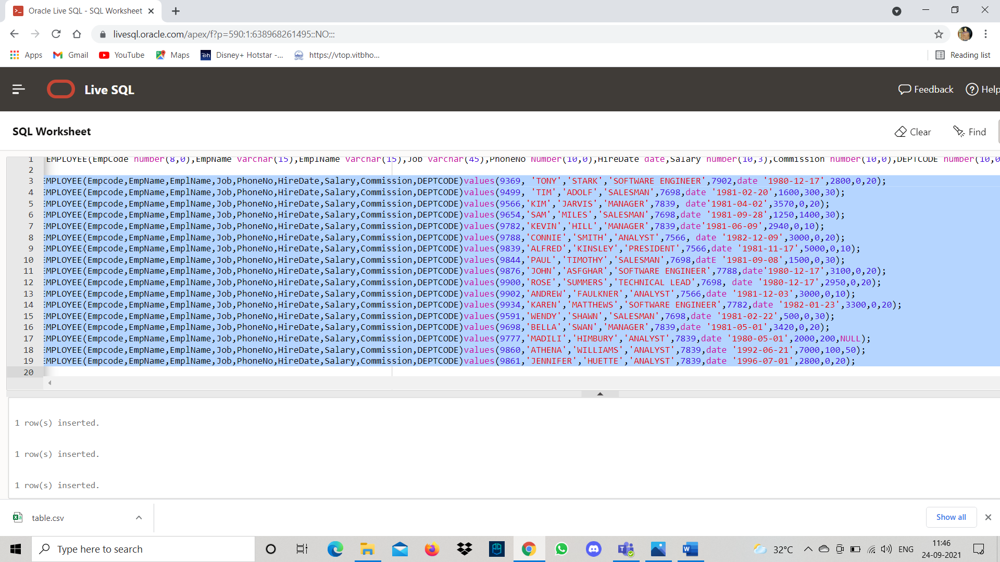 Oracle Live SQL - SQL Worksheet
livesql.oracle.com/apex/f?p=590:1:638968261495::NO:::
Apps Gmail YouTube Maps Disney+ Hotstar -... https://vtop.vitbho... Reading list
Live SQL Feedback Help
SQL Worksheet Clear Find
1 EMPLOYEE(EmpCode number(8,0),EmpName varchar(15),EmplName varchar(15),Job varchar(45),PhoneNo Number(10,0),HireDate date,Salary number(10,3),Commission number(10,0),DEPTCODE number(10,0
2
3 EMPLOYEE(Empcode,EmpName,EmplName,Job,PhoneNo,HireDate,Salary,Commission,DEPTCODE)values(9369, 'TONY','STARK','SOFTWARE ENGINEER',7902,date '1980-12-17',2800,0,20);
4 EMPLOYEE(Empcode,EmpName,EmplName,Job,PhoneNo,HireDate,Salary,Commission,DEPTCODE)values(9499, 'TIM','ADOLF','SALESMAN',7698,date '1981-02-20',1600,300,30);
5 EMPLOYEE(Empcode,EmpName,EmplName,Job,PhoneNo,HireDate,Salary,Commission,DEPTCODE)values(9566,'KIM','JARVIS','MANAGER',7839, date'1981-04-02',3570,0,20);
6 EMPLOYEE(Empcode,EmpName,EmplName,Job,PhoneNo,HireDate,Salary,Commission,DEPTCODE)values(9654,'SAM','MILES','SALESMAN',7698,date '1981-09-28',1250,1400,30);
7 EMPLOYEE(Empcode,EmpName,EmplName,Job,PhoneNo,HireDate,Salary,Commission,DEPTCODE)values(9782,'KEVIN','HILL','MANAGER',7839,date'1981-06-09',2940,0,10);
8 EMPLOYEE(Empcode,EmpName,EmplName,Job,PhoneNo,HireDate,Salary,Commission,DEPTCODE)values(9788,'CONNIE','SMITH','ANALYST',7566, date '1982-12-09',3000,0,20);
9 EMPLOYEE(Empcode,EmpName,EmplName,Job,PhoneNo,HireDate,Salary,Commission,DEPTCODE)values(9839,'ALFRED','KINSLEY','PRESIDENT',7566,date '1981-11-17',5000,0,10);
10 EMPLOYEE(Empcode,EmpName,EmplName,Job,PhoneNo,HireDate,Salary,Commission,DEPTCODE)values(9844,'PAUL','TIMOTHY','SALESMAN',7698,datE '1981-09-08',1500,0,30);
11 EMPLOYEE(Empcode,EmpName,EmplName,Job,PhoneNo,HireDate,Salary,Commission,DEPTCODE)values(9876,'JOHN','ASFGHAR','SOFTWARE ENGINEER',7788,date'1980-12-17',3100,0,20);
12 EMPLOYEE(Empcode,EmpName,EmplName,Job,PhoneNo,HireDate,Salary,Commission,DEPTCODE)values(9900,'ROSE','SUMMERS','TECHNICAL LEAD',7698, date '1980-12-17',2950,0,20);
13 EMPLOYEE(Empcode,EmpName,EmplName,Job,PhoneNo,HireDate,Salary,Commission,DEPTCODE)values(9902,'ANDREW','FAULKNER','ANALYST',7566,date '1981-12-03',3000,0,10);
14 EMPLOYEE(Empcode,EmpName,EmplName,Job,PhoneNo,HireDate,Salary,Commission,DEPTCODE)values(9934,'KAREN','MATTHEWS','SOFTWARE ENGINEER',7782,date '1982-01-23',3300,0,20);
15 EMPLOYEE(Empcode,EmpName,EmplName,Job,PhoneNo,HireDate,Salary,Commission,DEPTCODE)values(9591,'WENDY','SHAWN','SALESMAN',7698,date '1981-02-22',500,0,30);
16 EMPLOYEE(Empcode,EmpName,EmplName,Job,PhoneNo,HireDate,Salary,Commission,DEPTCODE)values(9698,'BELLA','SWAN','MANAGER',7839,date '1981-05-01',3420,0,20);
17 EMPLOYEE(Empcode,EmpName,EmplName,Job,PhoneNo,HireDate,Salary,Commission,DEPTCODE)values(9777,'MADILI','HIMBURY','ANALYST',7839,date '1980-05-01',2000,200,NULL);
18 EMPLOYEE(Empcode,EmpName,EmplName,Job,PhoneNo,HireDate,Salary,Commission,DEPTCODE)values(9860,'ATHENA','WILLIAMS','ANALYST',7839,date '1992-06-21',7000,100,50);
19 EMPLOYEE(Empcode,EmpName,EmplName,Job,PhoneNo,HireDate,Salary,Commission,DEPTCODE)values(9861,'JENNIFER','HUETTE','ANALYST',7839,date '1996-07-01',2800,0,20);
20
1 row(s) inserted.
1 row(s) inserted.
1 row(s) inserted.
table.csv Show all
Type here to search 32°C ENG 11:46
24-09-2021